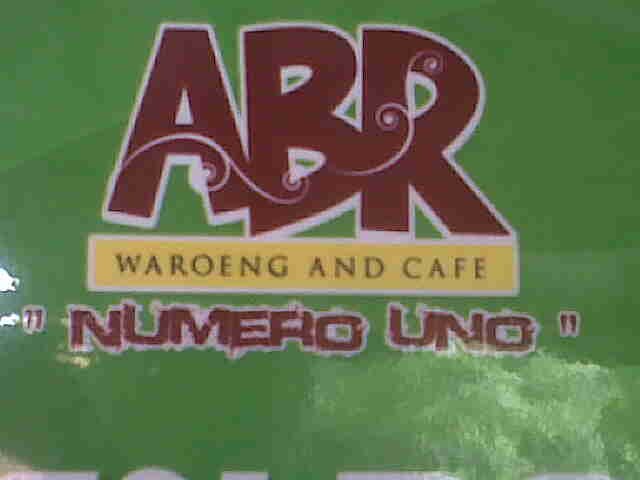 ABR
WAROENG AND CAFE
" NUMERO UNO "